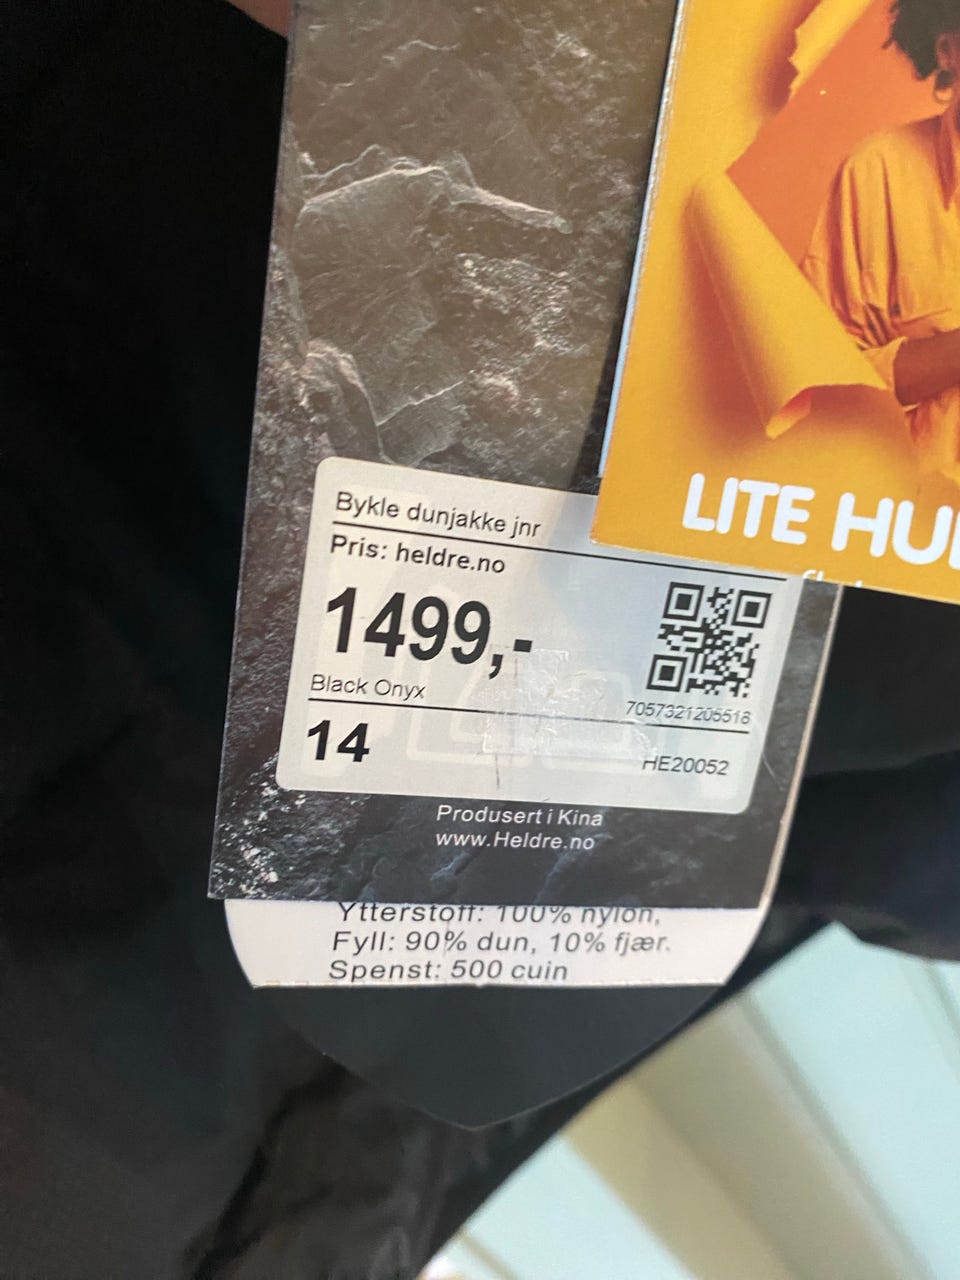 LITE
Bykle dunjakke jnr
Pris: heldre.no
1499,-
Black Onyx
7057321205518
14
HE20052
Produsert i Kina
www.Heldre.no
Ytterstoff: 100% nylon,
Fyll: 90% dun, 10% fjær.
Spenst: 500 cuin